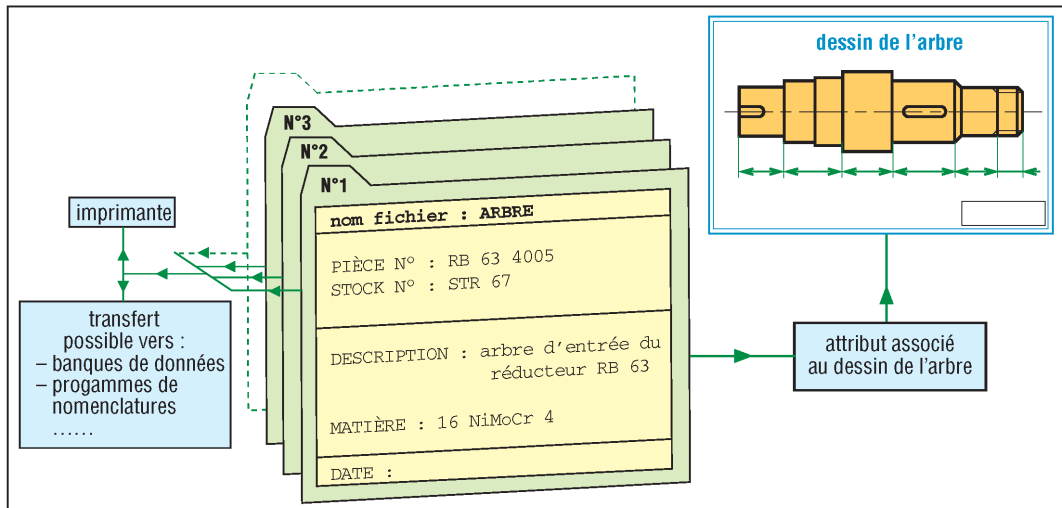 dessin de l'arbre
N°3
N°2
N°1
nom fichier : ARBRE
PIÈCE Nº : RB 63 4005
STOCK Nº : STR 67
DESCRIPTION : arbre d'entrée du
réducteur RB 63
MATIÈRE : 16 NiMoCr 4
DATE :
imprimante
transfert
possible vers :
– banques de données
– progammes de
nomenclatures
......
attribut associé
au dessin de l'arbre